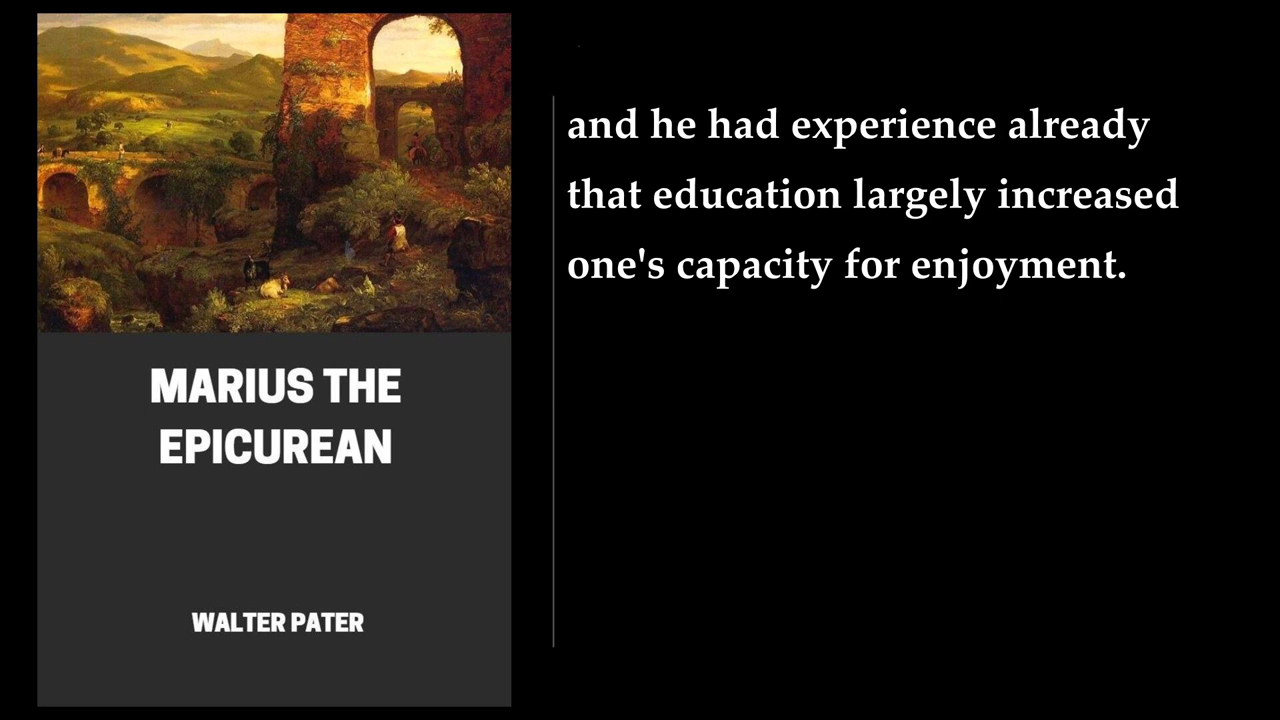 MARIUS THE
EPICUREAN
WALTER PATER
and he had experience already
that education largely increased
one's capacity for enjoyment.